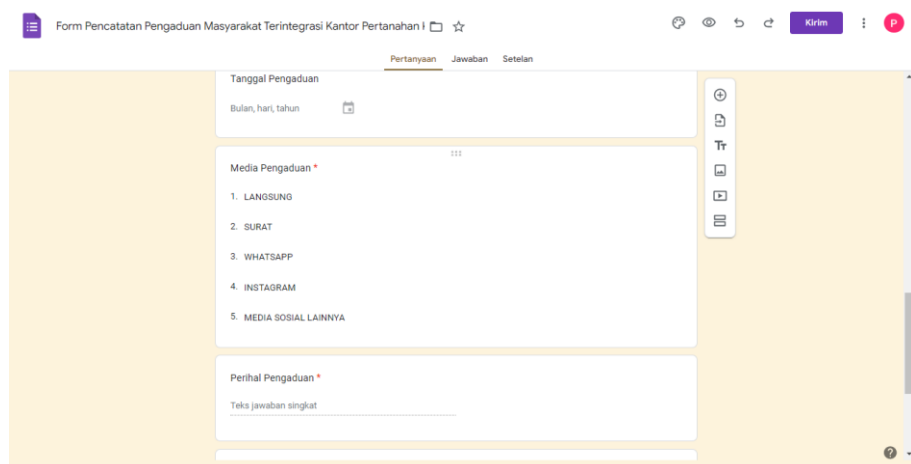 Form Pencatatan Pengaduan Masyarakat Terintegrasi Kantor Pertanahan
Kirim
P
Pertanyaan Jawaban Setelan
Tanggal Pengaduan
Bulan, hari, tahun
Media Pengaduan *
1. LANGSUNG
2. SURAT
3. WHATSAPP
4. INSTAGRAM
5. MEDIA SOSIAL LAINNYA
Perihal Pengaduan *
Teks jawaban singkat